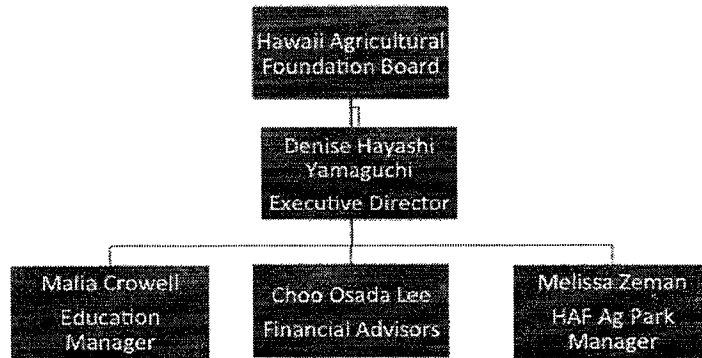 Hawaii Agricultural
Foundation Board
Denise Hayashi
Yamaguchi
Executive Director
Malia Crowell
Education
Manager
Choo Osada Lee
Financial Advisors
Melissa Zeman
HAF Ag Park
Manager